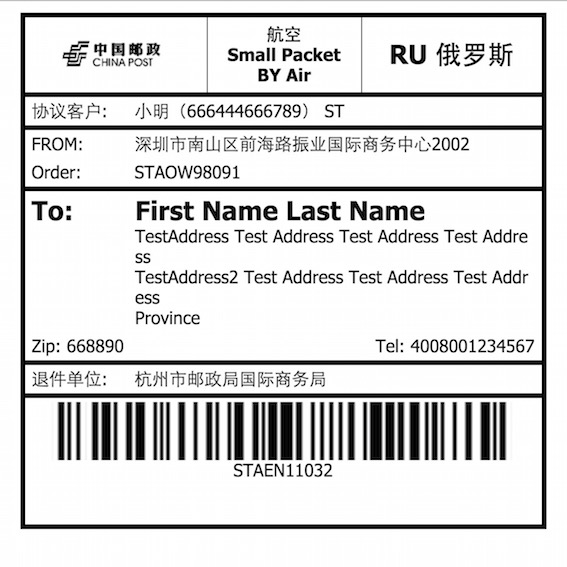 中国邮政
CHINA POST
航空
Small Packet
BY Air
RU 俄罗斯
协议客户: 小明（666444666789） ST
FROM: 深圳市南山区前海路振业国际商务中心2002
Order: STAOW98091
To: First Name Last Name
TestAddress Test Address Test Address Test Addre
ss
TestAddress2 Test Address Test Address Test Addr
ess
Province
Zip: 668890 Tel: 4008001234567
退件单位: 杭州市邮政局国际商务局
STAEN11032